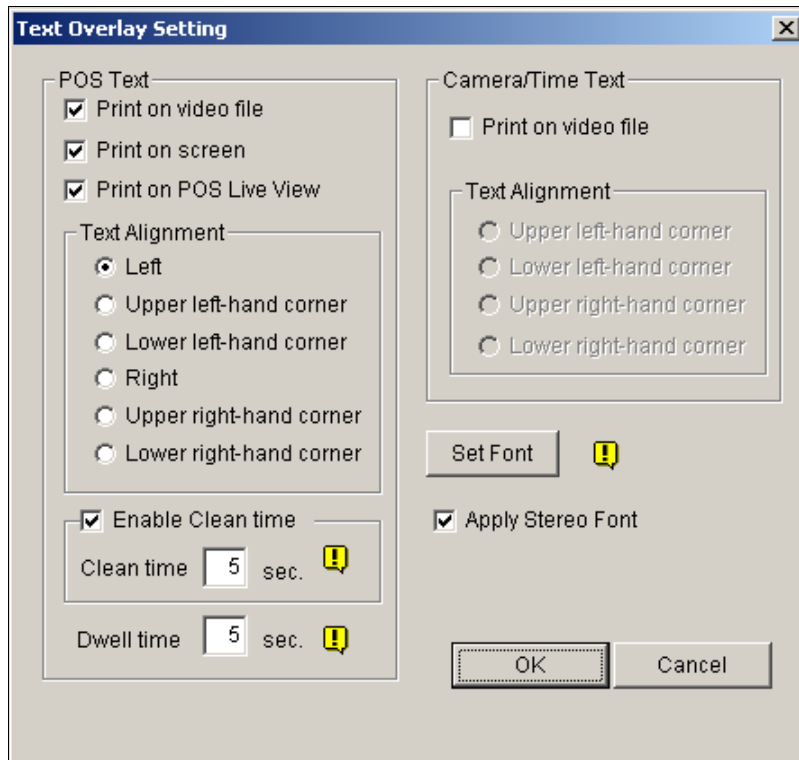 Text Overlay Setting
POS Text
Print on video file
Print on screen
Print on POS Live View
Text Alignment
Left
Upper left-hand corner
Lower left-hand corner
Right
Upper right-hand corner
Lower right-hand corner
Enable Clean time
Clean time 5 sec.
Dwell time 5 sec.
Camera/Time Text
Print on video file
Text Alignment
Upper left-hand corner
Lower left-hand corner
Upper right-hand corner
Lower right-hand corner
Set Font
Apply Stereo Font
OK
Cancel